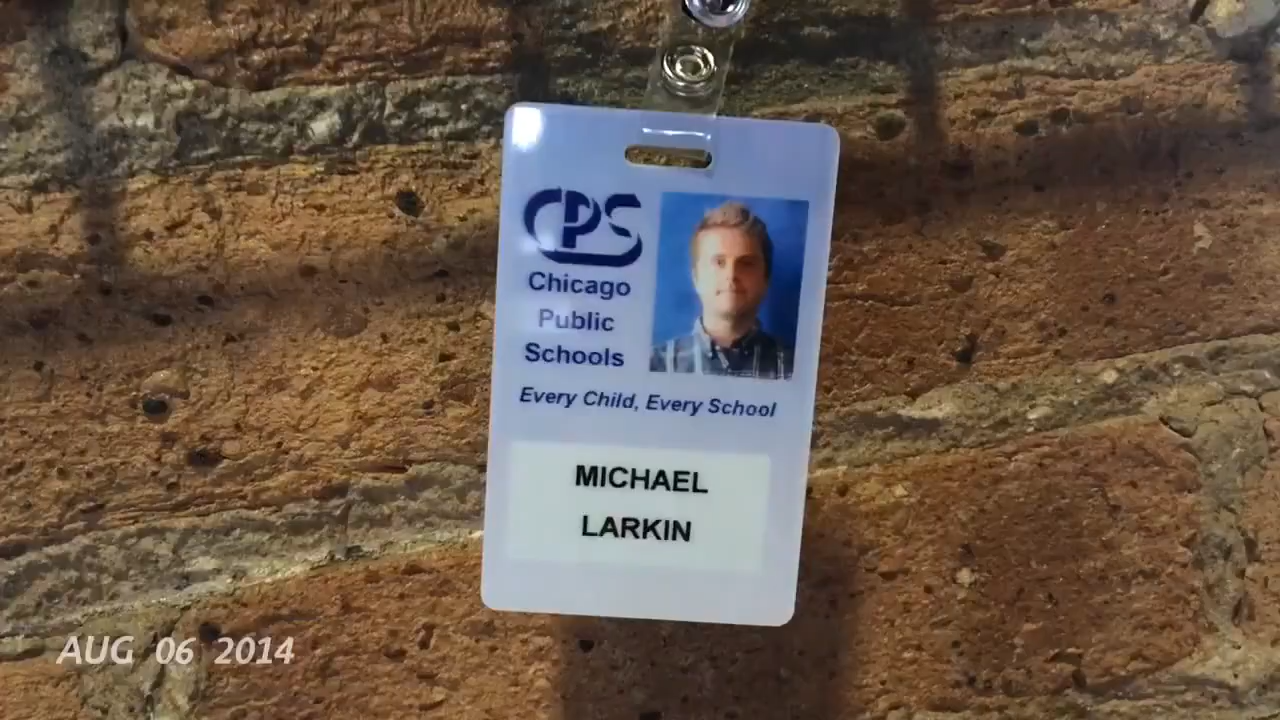 CPS
Chicago
Public
Schools
Every Child, Every School
MICHAEL
LARKIN
AUG 06 2014